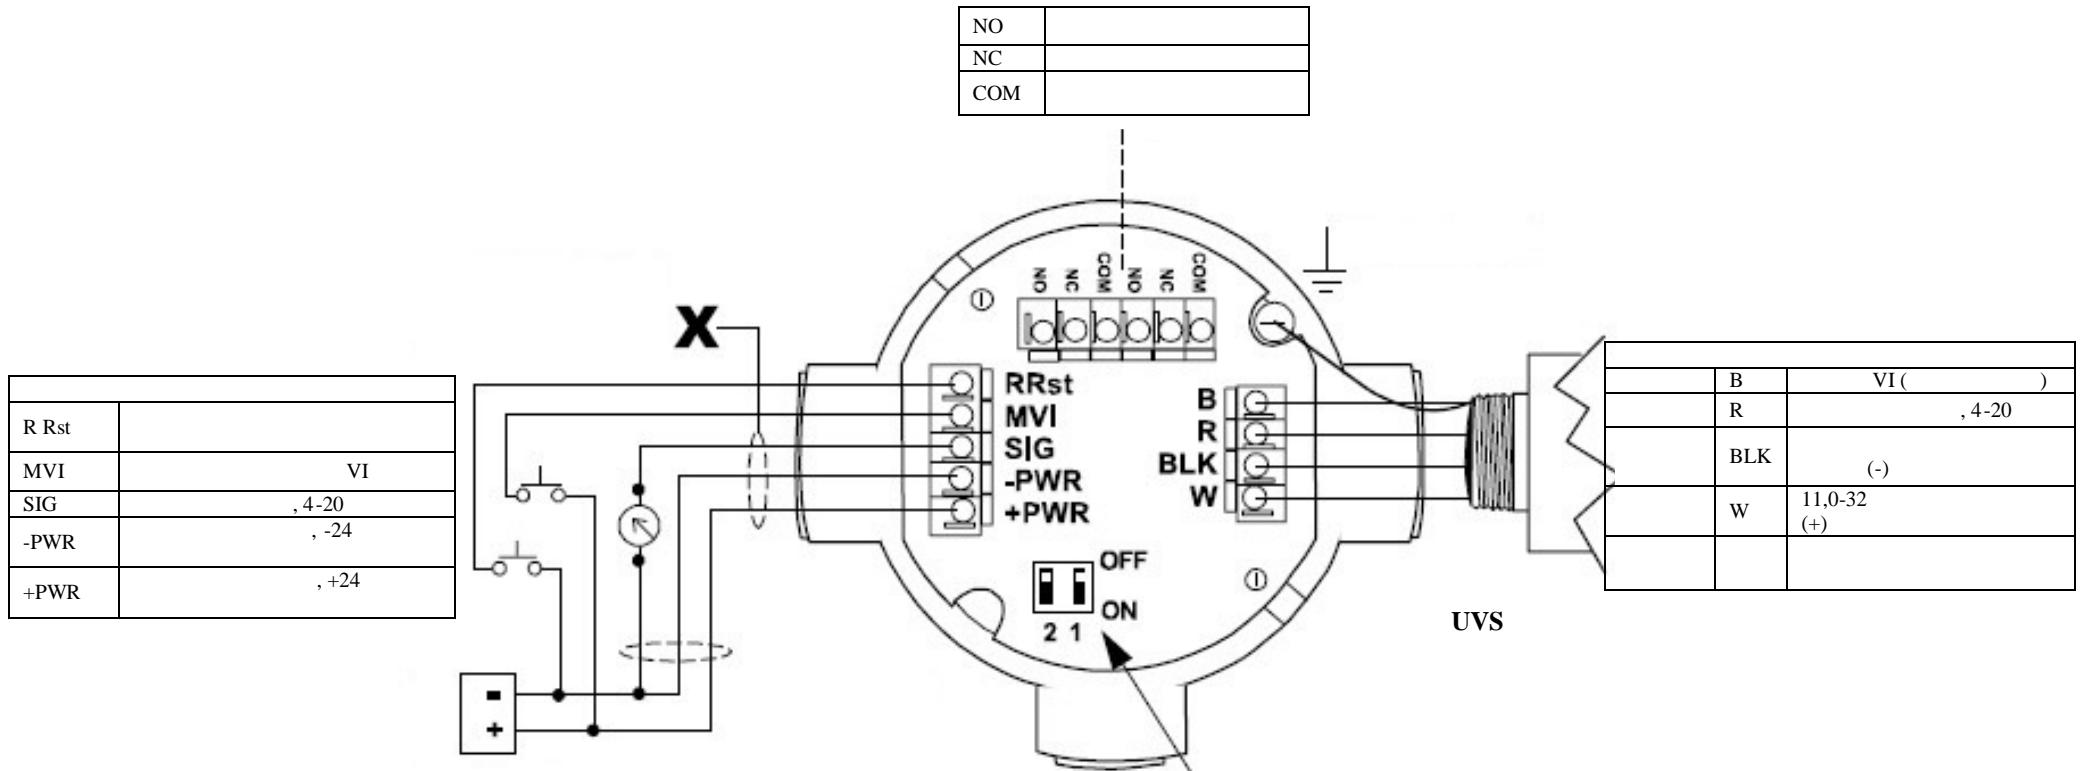 NO
NC
COM
NO NC COM NO NC COM
X
R Rst
MVI VI
SIG , 4-20
-PWR , -24
+PWR , +24
RRst
MVI
SIG
-PWR
+PWR
B
R
BLK
W
OFF
ON
2 1
- 
+
B VI ( )
R , 4-20
BLK (-)
W 11,0-32
(+)
UVS